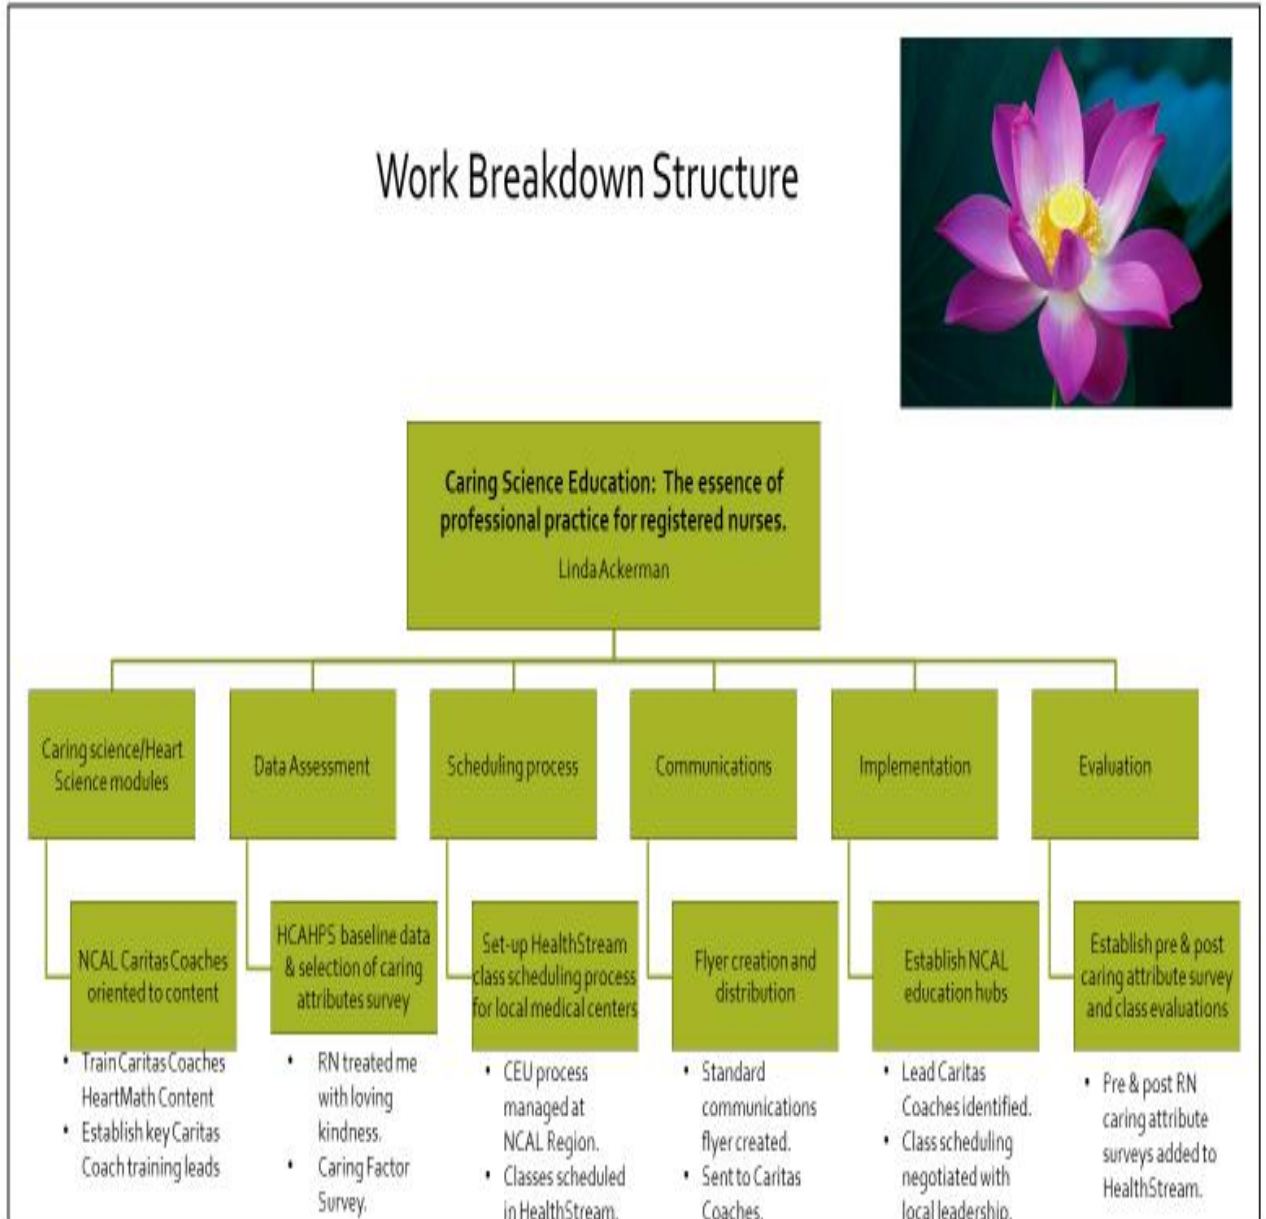 Work Breakdown Structure
Caring Science Education: The essence of
professional practice for registered nurses.
Linda Ackerman
Caring science/Heart
Science modules
Data Assessment
Scheduling process
Communications
Implementation
Evaluation
NCAL Caritas Coaches
oriented to content
• Train Caritas Coaches
HeartMath Content
• Establish key Caritas
Coach training leads
HCAHPS baseline data
& selection of caring
attributes survey
• RN treated me
with loving
kindness.
• Caring Factor
Survey.
Set-up HealthStream
class scheduling process
for local medical centers
• CEU process
managed at
NCAL Region.
• Classes scheduled
in HealthStream.
Flyer creation and
distribution
• Standard
communications
flyer created.
• Sent to Caritas
Coaches.
Establish NCAL
education hubs
• Lead Caritas
Coaches identified.
• Class scheduling
negotiated with
local leadership.
Establish pre & post
caring attribute survey
and class evaluations
• Pre & post RN
caring attribute
surveys added to
HealthStream.